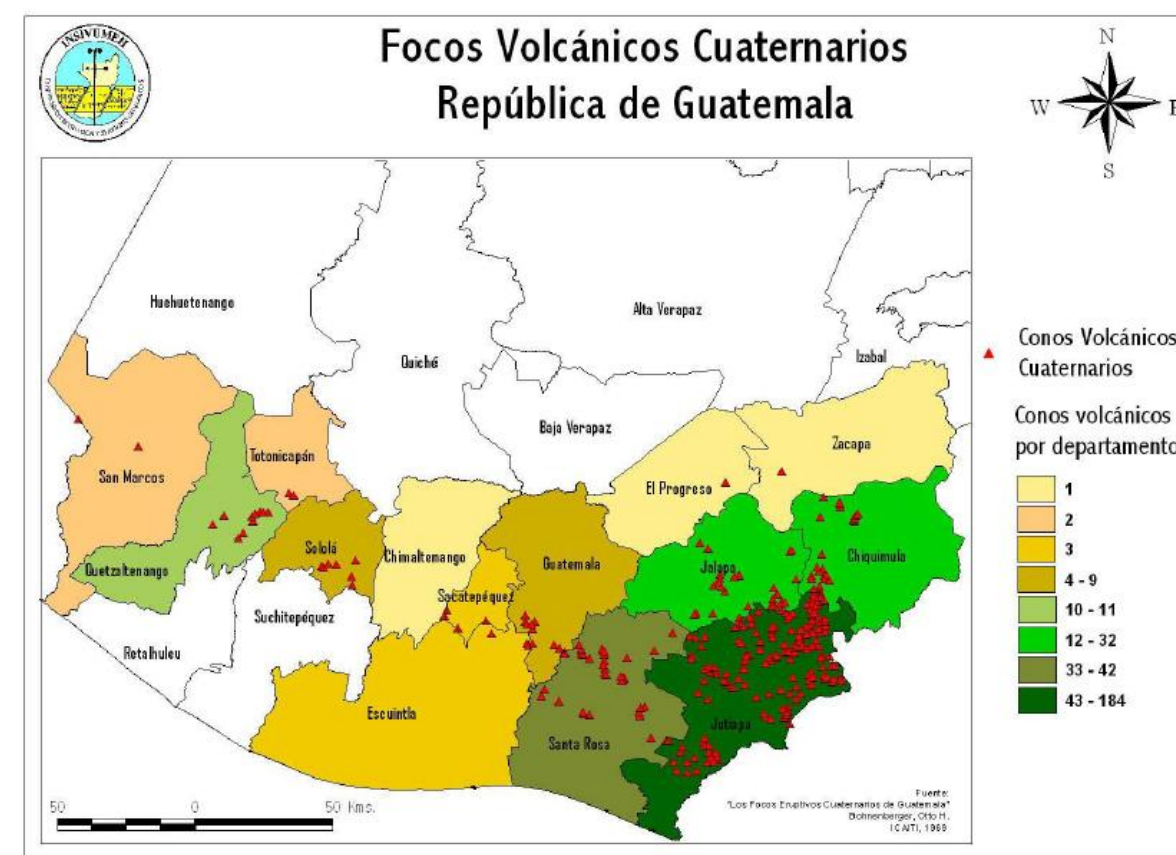 INSIVUMEH
Focos Volcánicos Cuaternarios
República de Guatemala
N
W
E
S
Huehuetenango
Alta Verapaz
Izabal
Quiché
Baja Verapaz
Zacapa
San Marcos
Totonicapán
El Progreso
Sololá
Chimaltenango
Guatemala
Jalapa
Chiquimula
Quetzaltenango
Sacatepéquez
Suchitepéquez
Retalhuleu
Escuintla
Santa Rosa
Jutiapa
50 0 50 Kms.
Fuente:
"Los Focos Eruptivos Cuaternarios de Guatemala"
Bohnenberger, Otto H.
ICAITI, 1969
Conos Volcánicos
Cuaternarios
Conos volcánicos
por departamento
1
2
3
4 - 9
10 - 11
12 - 32
33 - 42
43 - 184